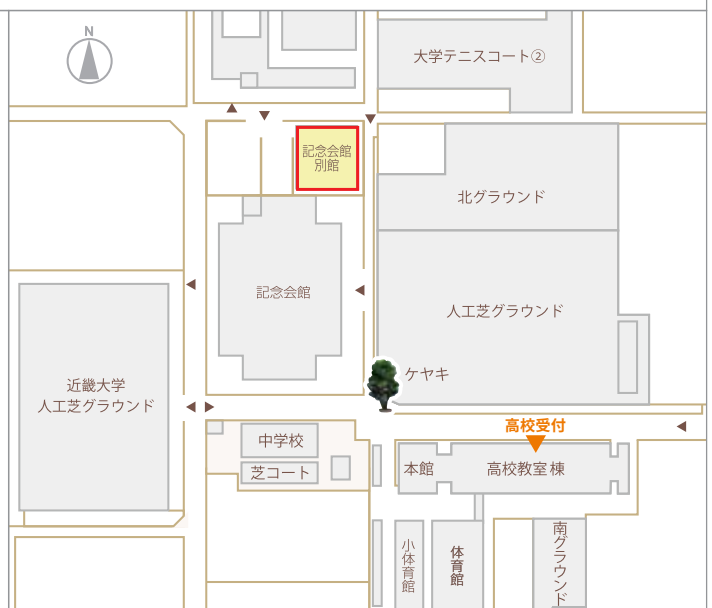 N
大学テニスコート②
記念会館
別館
北グラウンド
記念会館
人工芝グラウンド
ケヤキ
近畿大学
人工芝グラウンド
高校受付
中学校
芝コート
本館
高校教室棟
小体育館
体育館
南グラウンド